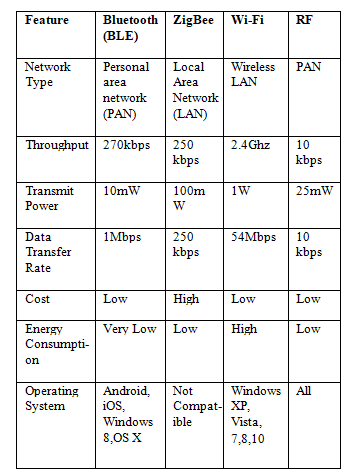 Feature Bluetooth ZigBee Wi-Fi RF
(BLE)
Network Personal Local Wireless PAN
Type area Area LAN
network Network
(PAN) (LAN)
Throughput 270kbps 250 2.4Ghz 10
kbps kbps
Transmit 10mW 100m 1W 25mW
Power W
Data 1Mbps 250 54Mbps 10
Transfer kbps kbps
Rate
Cost Low High Low Low
Energy Very Low Low High Low
Consumpti-
on
Operating Android, Not Windows All
System iOS, Compat- XP,
Windows ible Vista,
8,OS X 7,8,10